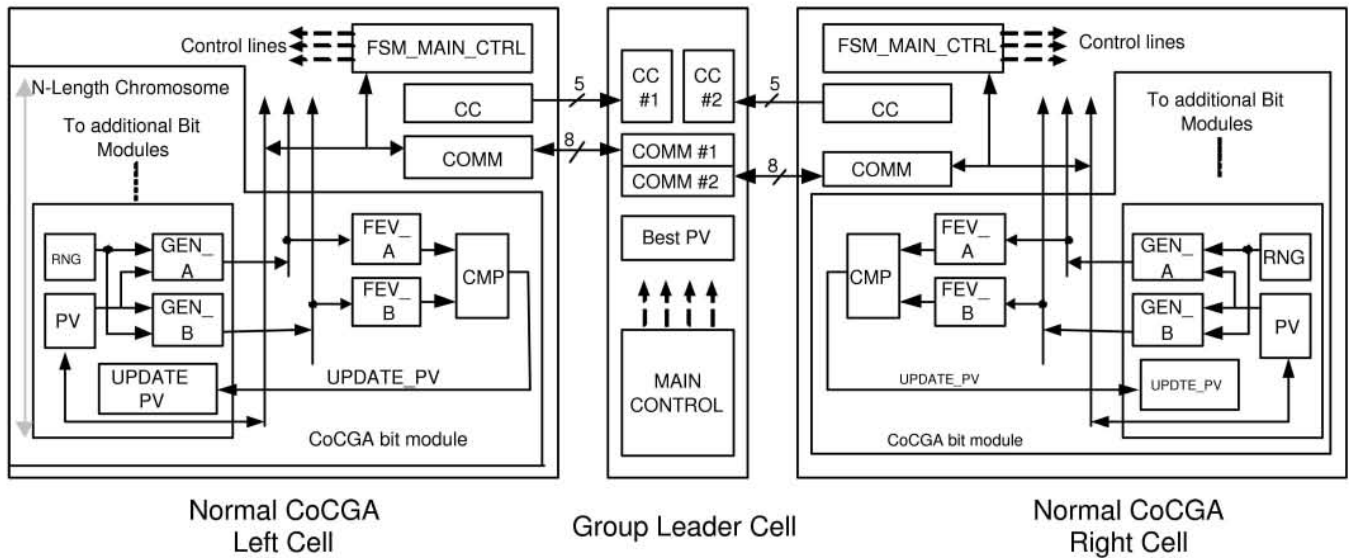 Control lines
FSM_MAIN_CTRL
N-Length Chromosome
To additional Bit
Modules
CC
COMM
5
8
RNG
PV
GEN_
A
GEN_
B
UPDATE
PV
FEV_
A
FEV_
B
CMP
UPDATE_PV
CoCGA bit module
Normal CoCGA
Left Cell
CC
#1
CC
#2
COMM #1
COMM #2
Best PV
MAIN
CONTROL
Group Leader Cell
5
8
FSM_MAIN_CTRL
Control lines
CC
COMM
To additional Bit
Modules
CMP
FEV_
A
FEV_
B
GEN_
A
GEN_
B
RNG
PV
UPDATE_PV
UPDTE_PV
CoCGA bit module
Normal CoCGA
Right Cell